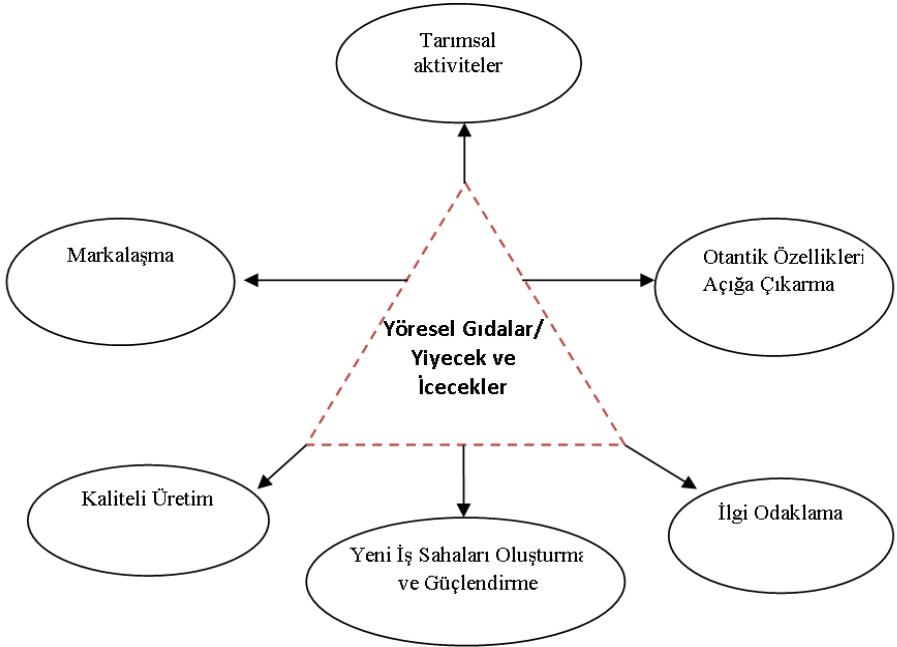 Tarımsal
aktiviteler
Markalaşma
Otantik Özellikleri
Açığa Çıkarma
Yöresel Gıdalar/
Yiyecek ve
İcecekler
Kaliteli Üretim
İlgi Odaklama
Yeni İş Sahaları Oluşturma
ve Güçlendirme